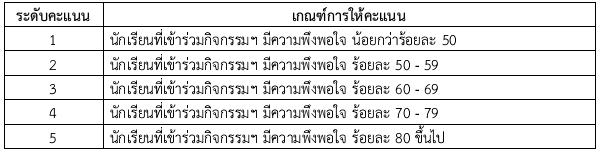 ระดับคะแนน เกณฑ์การให้คะแนน
1 นักเรียนที่เข้าร่วมกิจกรรมฯ มีความพึงพอใจ น้อยกว่าร้อยละ 50
2 นักเรียนที่เข้าร่วมกิจกรรมฯ มีความพึงพอใจ ร้อยละ 50 - 59
3 นักเรียนที่เข้าร่วมกิจกรรมฯ มีความพึงพอใจ ร้อยละ 60 - 69
4 นักเรียนที่เข้าร่วมกิจกรรมฯ มีความพึงพอใจ ร้อยละ 70 - 79
5 นักเรียนที่เข้าร่วมกิจกรรมฯ มีความพึงพอใจ ร้อยละ 80 ขึ้นไป